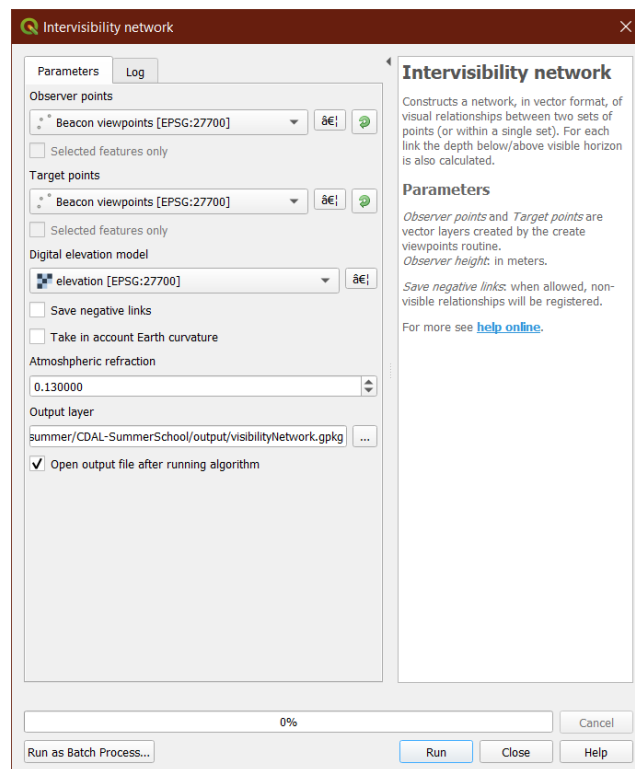 Intervisibility network
Parameters Log
Observer points
Beacon viewpoints [EPSG:27700] â€¦
Selected features only
Target points
Beacon viewpoints [EPSG:27700] â€¦
Selected features only
Digital elevation model
elevation [EPSG:27700] â€¦
Save negative links
Take in account Earth curvature
Atmoshpheric refraction
0.130000
Output layer
summer/CDAL-SummerSchool/output/visibilityNetwork.gpkg ...
Open output file after running algorithm
Intervisibility network
Constructs a network, in vector format, of
visual relationships between two sets of
points (or within a single set). For each
link the depth below/above visible horizon
is also calculated.
Parameters
Observer points and Target points are
vector layers created by the create
viewpoints routine.
Observer height: in meters.
Save negative links: when allowed, non-
visible relationships will be registered.
For more see help online.
0% Cancel
Run as Batch Process... Run Close Help